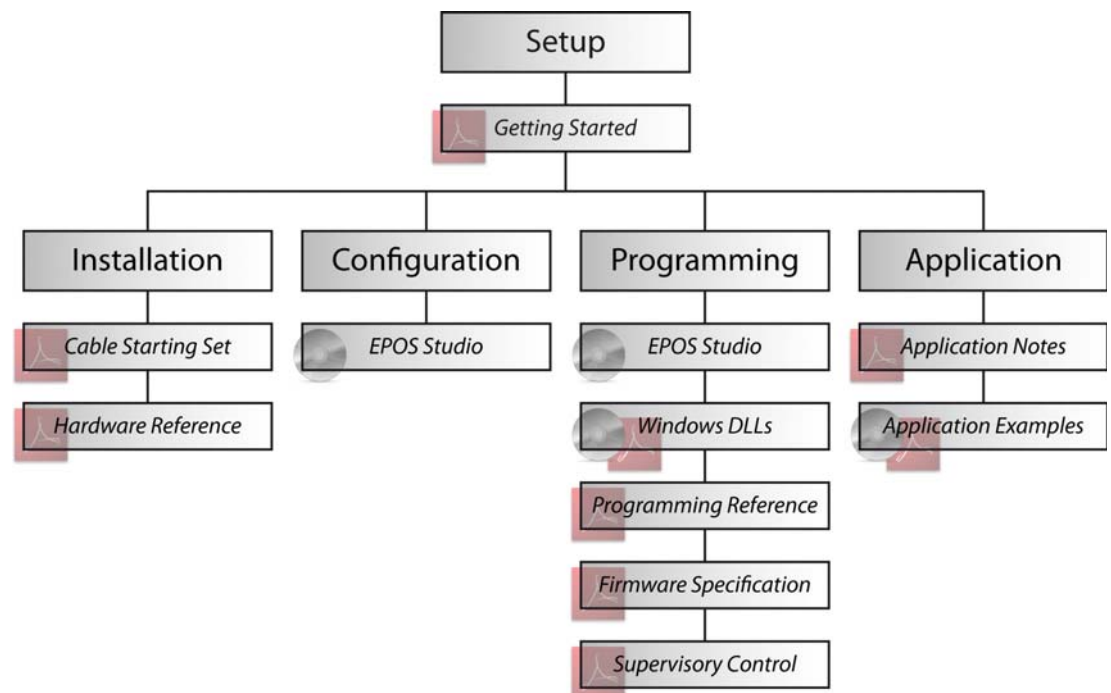 Setup
Getting Started
Installation
Cable Starting Set
Hardware Reference
Configuration
EPOS Studio
Programming
EPOS Studio
Windows DLLs
Programming Reference
Firmware Specification
Supervisory Control
Application
Application Notes
Application Examples